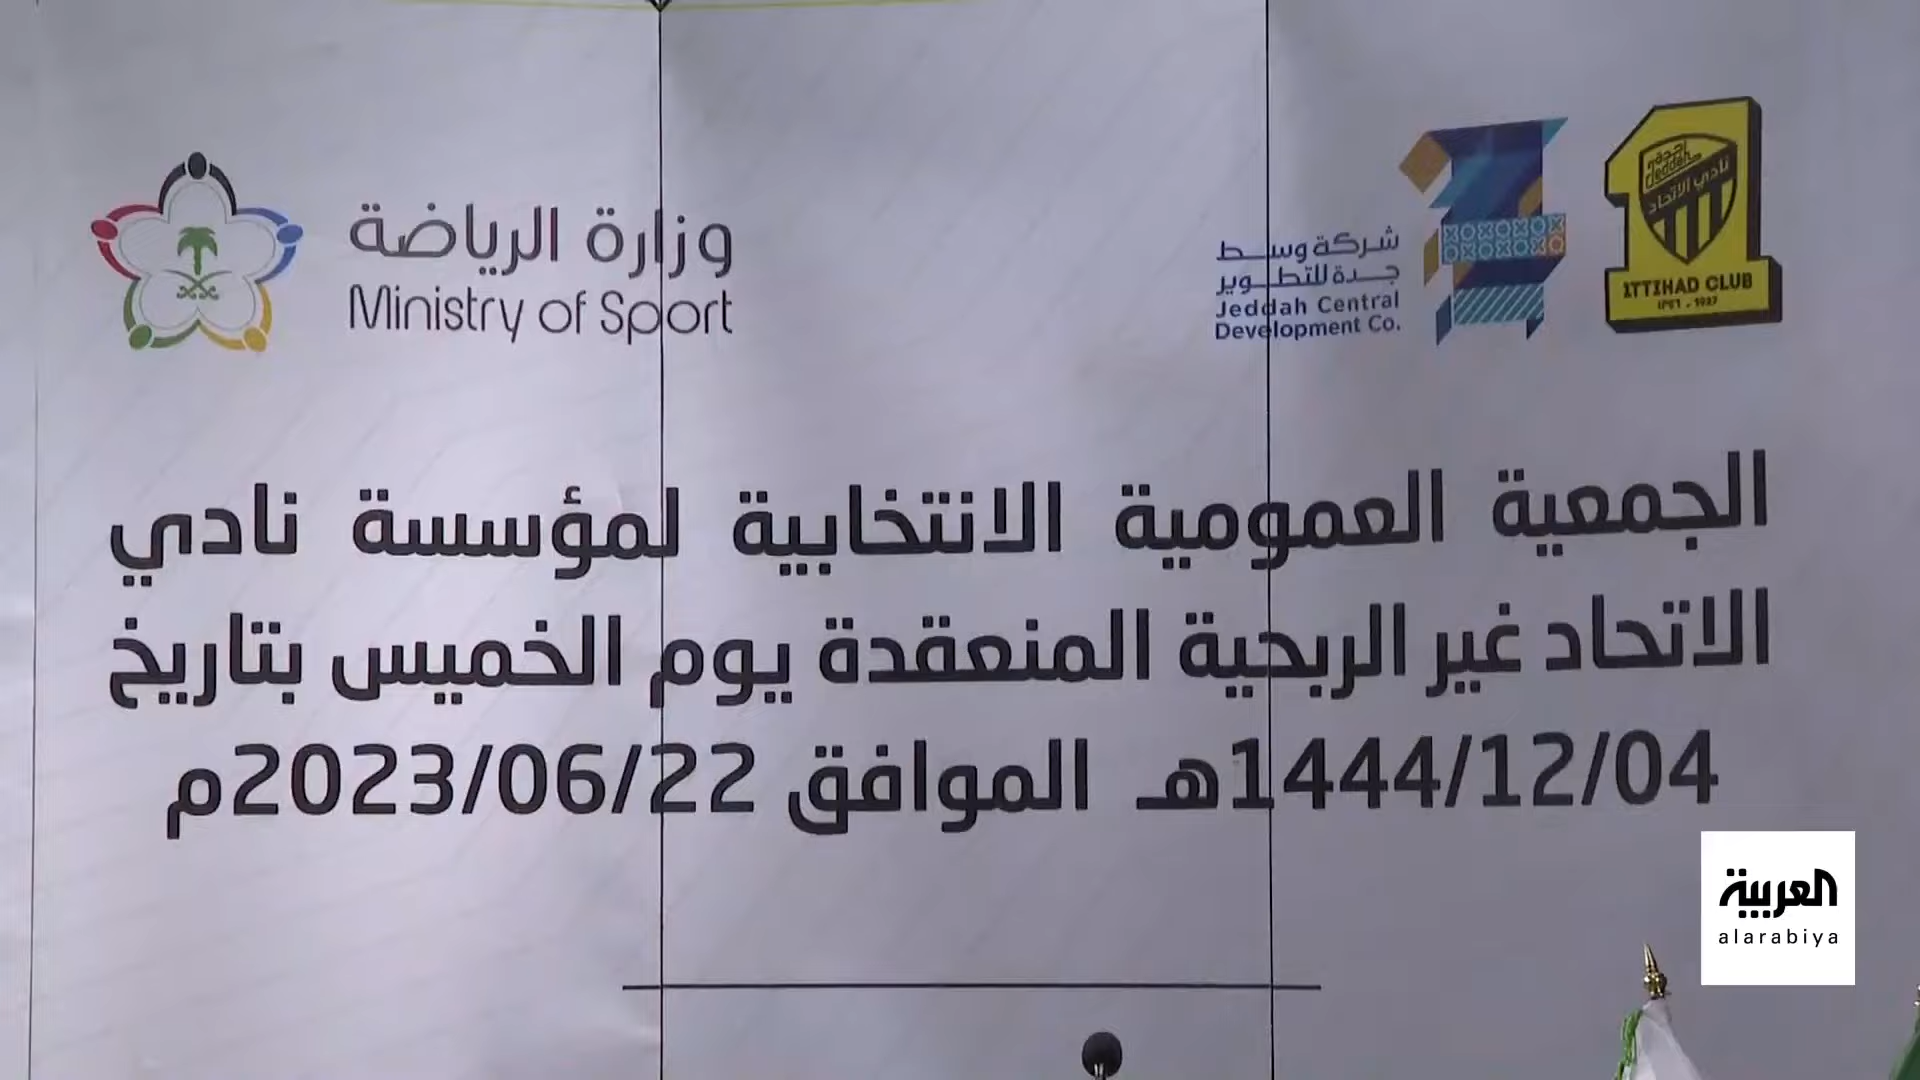 وزارة الرياضة
Ministry of Sport
شركة وسط
جدة للتطوير
Jeddah Central
Development Co.
جدة
Jeddah
نادي الاتحاد
ITTIHAD CLUB
١٣٤٦ - 1927
الجمعية العمومية الانتخابية لمؤسسة نادي
الاتحاد غير الربحية المنعقدة يوم الخميس بتاريخ
1444/12/04هـ الموافق 2023/06/22م
العربية
alarabiya